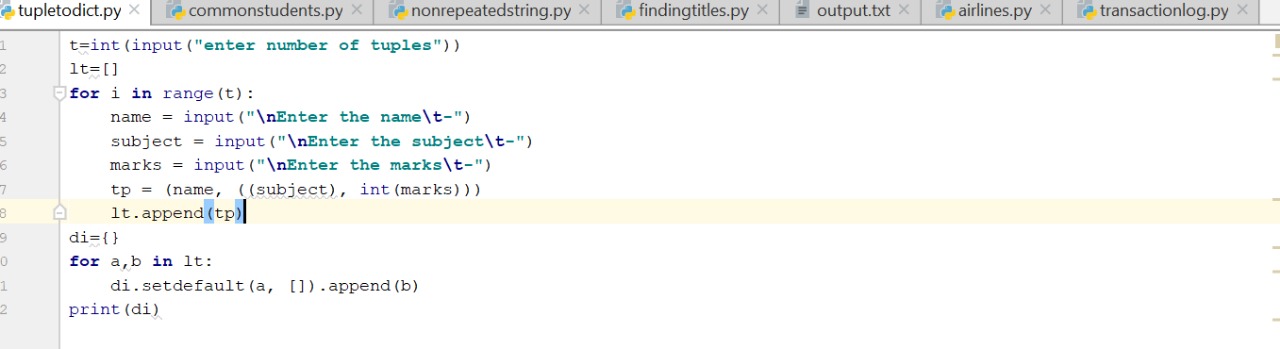 tupletodict.py commonstudents.py nonrepeatedstring.py findingtitles.py output.txt airlines.py transactionlog.py
1 t=int(input("enter number of tuples"))
2 lt=[]
3 for i in range(t):
4     name = input("\nEnter the name\t-")
5     subject = input("\nEnter the subject\t-")
6     marks = input("\nEnter the marks\t-")
7     tp = (name, ((subject), int(marks)))
8     lt.append(tp)
9 di={}
0 for a,b in lt:
1     di.setdefault(a, []).append(b)
2 print(di)